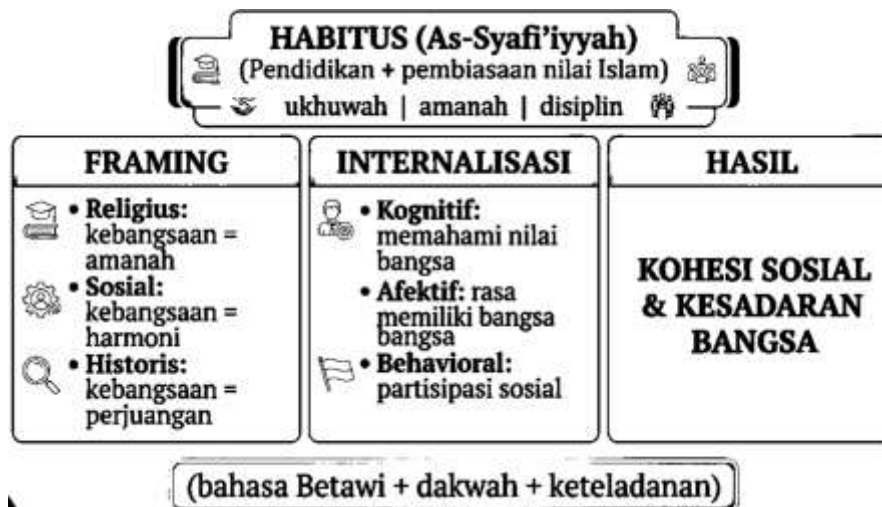 HABITUS (As-Syafi'iyyah)
(Pendidikan + pembiasaan nilai Islam)
ukhuwah | amanah | disiplin
FRAMING
• Religius:
kebangsaan =
amanah
• Sosial:
kebangsaan =
harmoni
• Historis:
kebangsaan =
perjuangan
INTERNALISASI
• Kognitif:
memahami nilai
bangsa
• Afektif: rasa
memiliki bangsa
bangsa
• Behavioral:
partisipasi sosial
HASIL
KOHESI SOSIAL
& KESADARAN
BANGSA
(bahasa Betawi + dakwah + keteladanan)